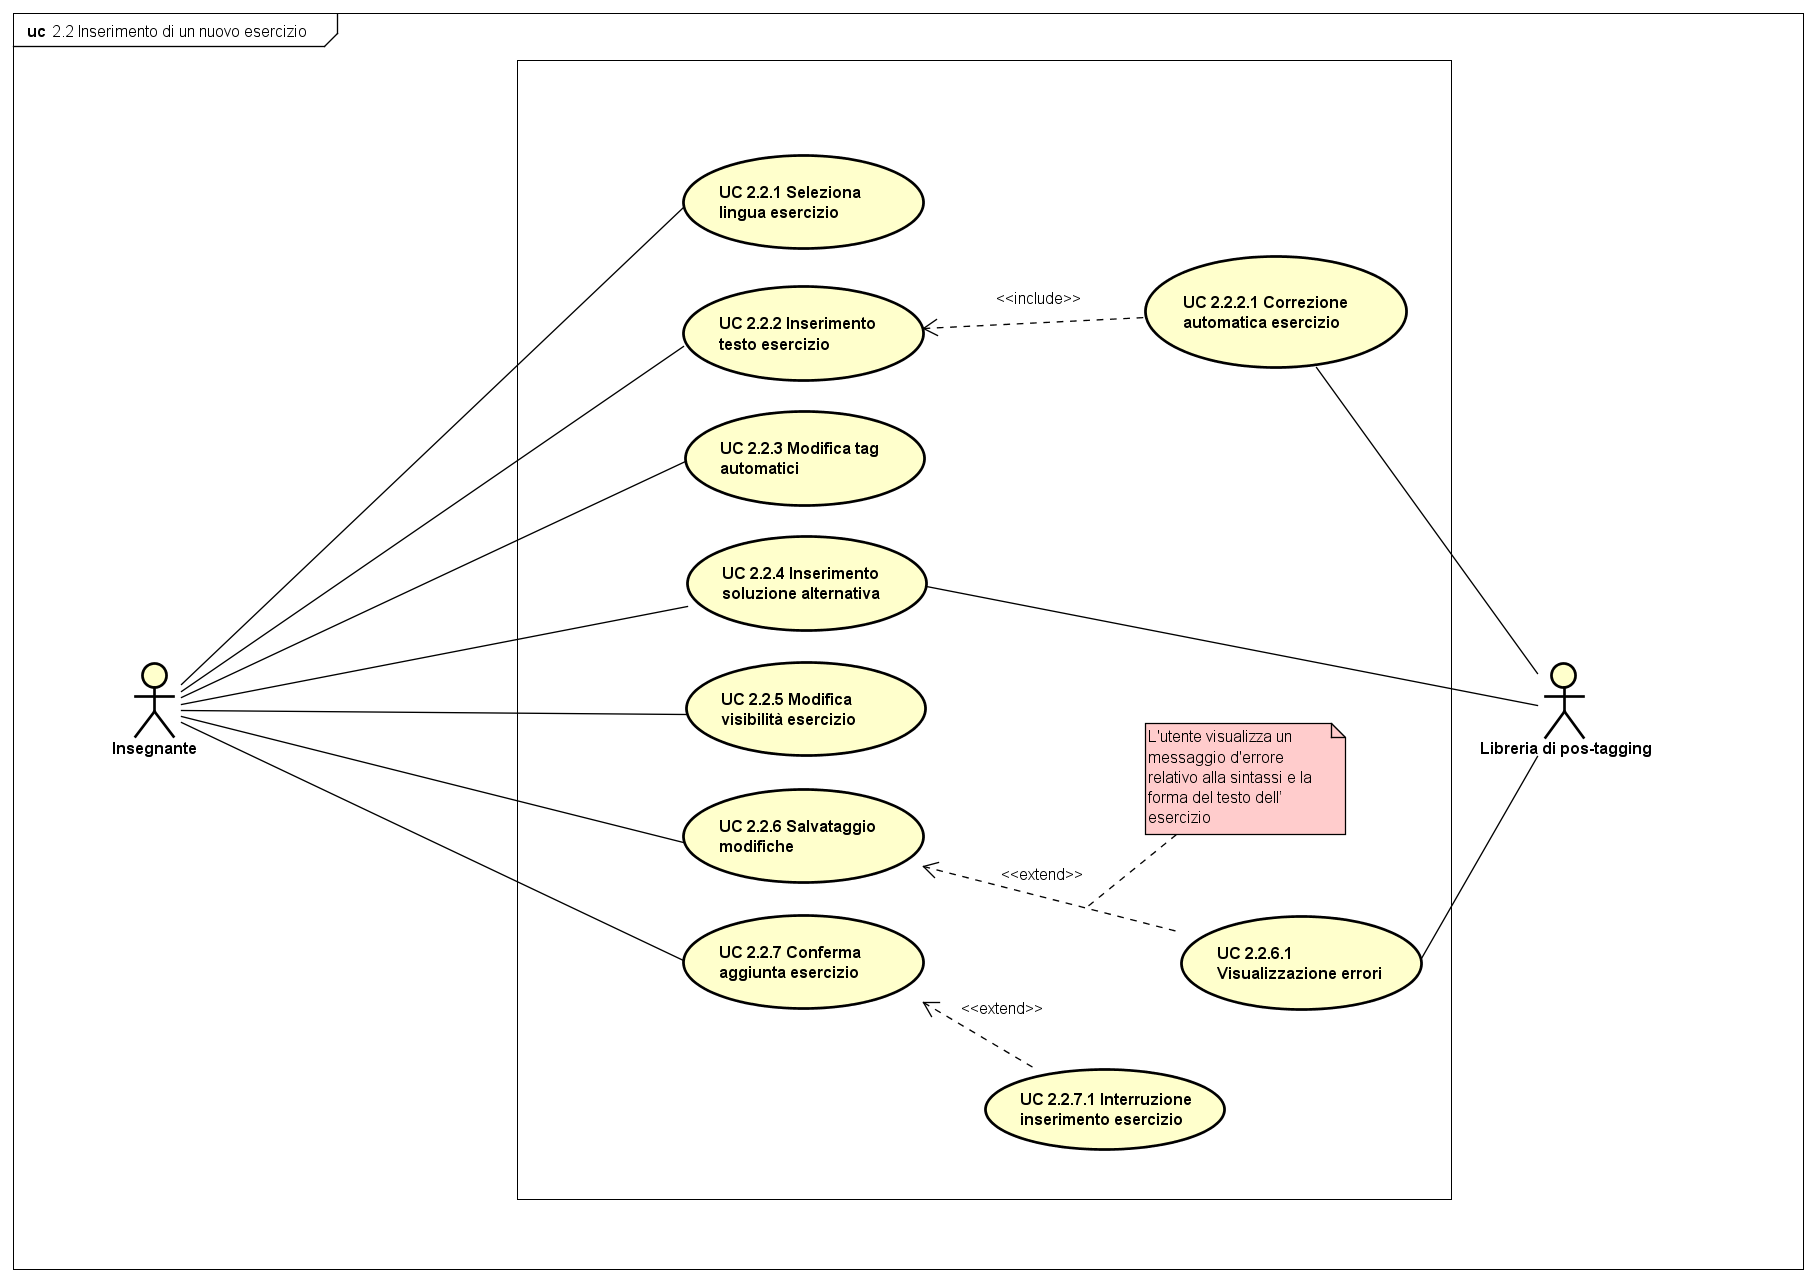 uc 2.2 Inserimento di un nuovo esercizio
UC 2.2.1 Seleziona
lingua esercizio
UC 2.2.2 Inserimento
testo esercizio
<<include>>
UC 2.2.2.1 Correzione
automatica esercizio
UC 2.2.3 Modifica tag
automatici
UC 2.2.4 Inserimento
soluzione alternativa
UC 2.2.5 Modifica
visibilità esercizio
Insegnante
Libreria di pos-tagging
L'utente visualizza un
messaggio d'errore
relativo alla sintassi e la
forma del testo dell'
esercizio
UC 2.2.6 Salvataggio
modifiche
<<extend>>
UC 2.2.6.1
Visualizzazione errori
UC 2.2.7 Conferma
aggiunta esercizio
<<extend>>
UC 2.2.7.1 Interruzione
inserimento esercizio